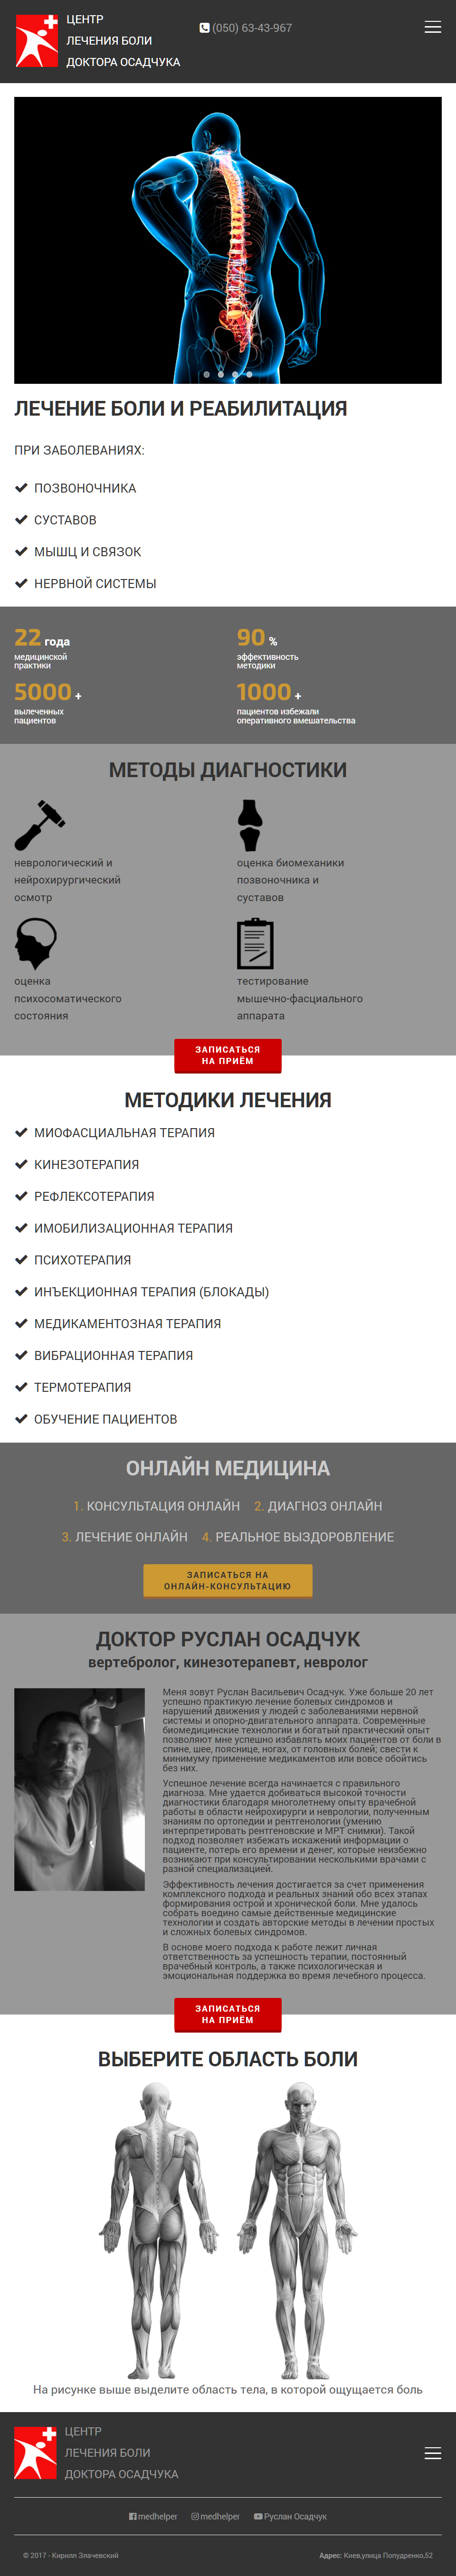 ЦЕНТР
ЛЕЧЕНИЯ БОЛИ
ДОКТОРА ОСАДЧУКА
(050) 63-43-967
ЛЕЧЕНИЕ БОЛИ И РЕАБИЛИТАЦИЯ
ПРИ ЗАБОЛЕВАНИЯХ:
ПОЗВОНОЧНИКА
СУСТАВОВ
МЫШЦ И СВЯЗОК
НЕРВНОЙ СИСТЕМЫ
22 года
медицинской
практики
90 %
эффективность
методики
5000 +
вылеченных
пациентов
1000 +
пациентов избежали
оперативного вмешательства
МЕТОДЫ ДИАГНОСТИКИ
неврологический и
нейрохирургический
осмотр
оценка биомеханики
позвоночника и
суставов
оценка
психосоматического
состояния
тестирование
мышечно-фасциального
аппарата
ЗАПИСАТЬСЯ
НА ПРИЁМ
МЕТОДИКИ ЛЕЧЕНИЯ
МИОФАСЦИАЛЬНАЯ ТЕРАПИЯ
КИНЕЗОТЕРАПИЯ
РЕФЛЕКСОТЕРАПИЯ
ИМОБИЛИЗАЦИОННАЯ ТЕРАПИЯ
ПСИХОТЕРАПИЯ
ИНЪЕКЦИОННАЯ ТЕРАПИЯ (БЛОКАДЫ)
МЕДИКАМЕНТОЗНАЯ ТЕРАПИЯ
ВИБРАЦИОННАЯ ТЕРАПИЯ
ТЕРМОТЕРАПИЯ
ОБУЧЕНИЕ ПАЦИЕНТОВ
ОНЛАЙН МЕДИЦИНА
1. КОНСУЛЬТАЦИЯ ОНЛАЙН 2. ДИАГНОЗ ОНЛАЙН
3. ЛЕЧЕНИЕ ОНЛАЙН 4. РЕАЛЬНОЕ ВЫЗДОРОВЛЕНИЕ
ЗАПИСАТЬСЯ НА
ОНЛАЙН-КОНСУЛЬТАЦИЮ
ДОКТОР РУСЛАН ОСАДЧУК
вертебролог, кинезотерапевт, невролог
Меня зовут Руслан Васильевич Осадчук. Уже больше 20 лет
успешно практикую лечение болевых синдромов и
нарушений движения у людей с заболеваниями нервной
системы и опорно-двигательного аппарата. Современные
биомедицинские технологии и богатый практический опыт
позволяют мне успешно избавлять моих пациентов от боли в
спине, шее, пояснице, ногах, от головных болей; свести к
минимуму применение медикаментов или вовсе обойтись
без них.
Успешное лечение всегда начинается с правильного
диагноза. Мне удается добиваться высокой точности
диагностики благодаря многолетнему опыту врачебной
работы в области нейрохирурги и неврологии, полученным
знаниям по ортопедии и рентгенологии (умению
интерпретировать рентгеновские и МРТ снимки). Такой
подход позволяет избежать искажений информации о
пациенте, потерь его времени и денег, которые неизбежно
возникают при консультировании несколькими врачами с
разной специализацией.
Эффективность лечения достигается за счет применения
комплексного подхода и реальных знаний обо всех этапах
формирования острой и хронической боли. Мне удалось
собрать воедино самые действенные медицинские
технологии и создать авторские методы в лечении простых
и сложных болевых синдромов.
В основе моего подхода к работе лежит личная
ответственность за успешность терапии, постоянный
врачебный контроль, а также психологическая и
эмоциональная поддержка во время лечебного процесса.
ЗАПИСАТЬСЯ
НА ПРИЁМ
ВЫБЕРИТЕ ОБЛАСТЬ БОЛИ
На рисунке выше выделите область тела, в которой ощущается боль
ЦЕНТР
ЛЕЧЕНИЯ БОЛИ
ДОКТОРА ОСАДЧУКА
medhelper medhelper Руслан Осадчук
© 2017 - Кирилл Злачевский
Адрес: Киев,улица Попудренко,52